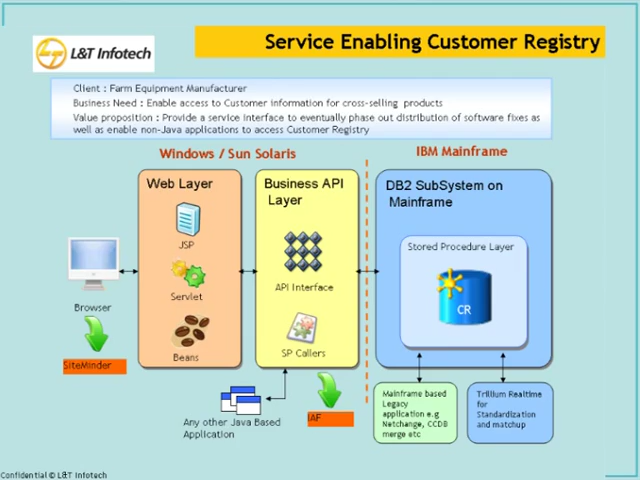 L&T Infotech
Service Enabling Customer Registry
Client : Farm Equipment Manufacturer
Business Need : Enable access to Customer information for cross-selling products
Value proposition : Provide a service interface to eventually phase out distribution of software fixes as
well as enable non-Java applications to access Customer Registry
Windows / Sun Solaris
IBM Mainframe
Web Layer
JSP
Servlet
Beans
Business API
Layer
API Interface
SP Callers
DB2 SubSystem on
Mainframe
Stored Procedure Layer
CR
Browser
SiteMinder
Any other Java Based
Application
IAF
Mainframe based
Legacy
application e.g
Netchange, CCDB
merge etc
Trillium Realtime
for
Standardization
and matchup
Confidential © L&T Infotech